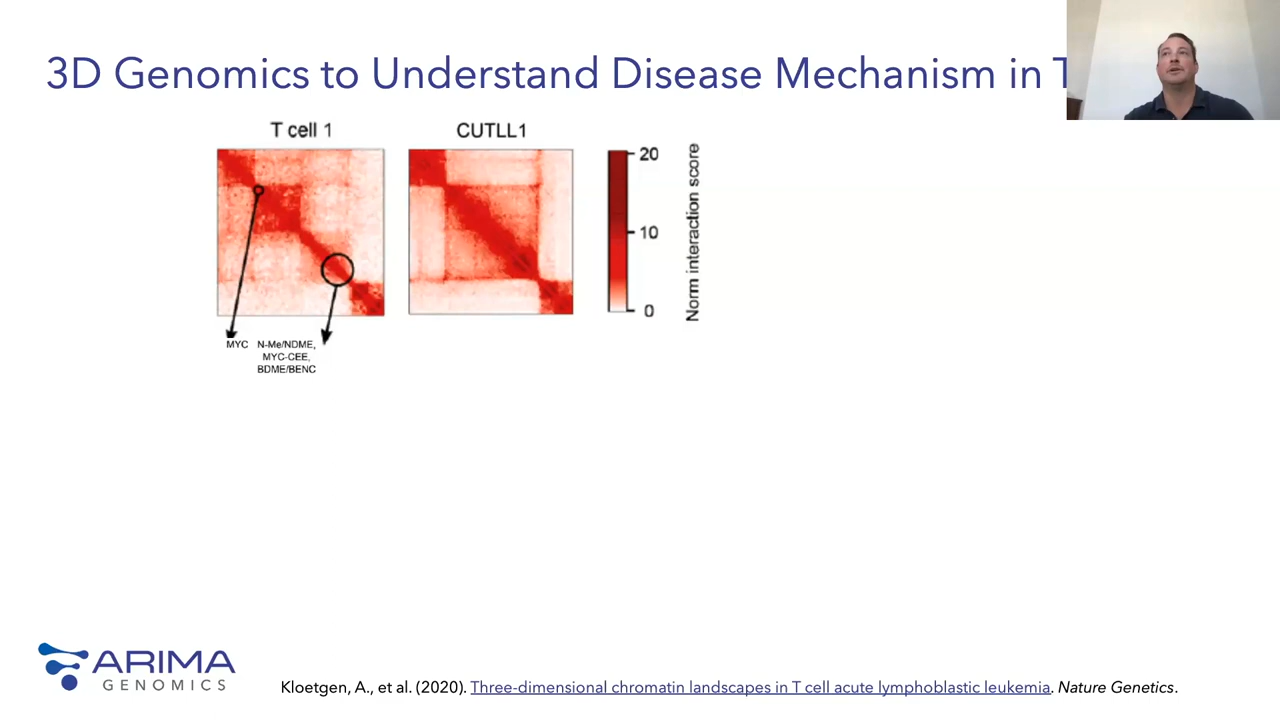 3D Genomics to Understand Disease Mechanism in T
T cell 1
CUTLL1
20
10
0
Norm interaction score
MYC
N-Me/NDME,
MYC-CEE,
BDME/BENC
ARIMA
GENOMICS
Kloetgen, A., et al. (2020). Three-dimensional chromatin landscapes in T cell acute lymphoblastic leukemia. Nature Genetics.